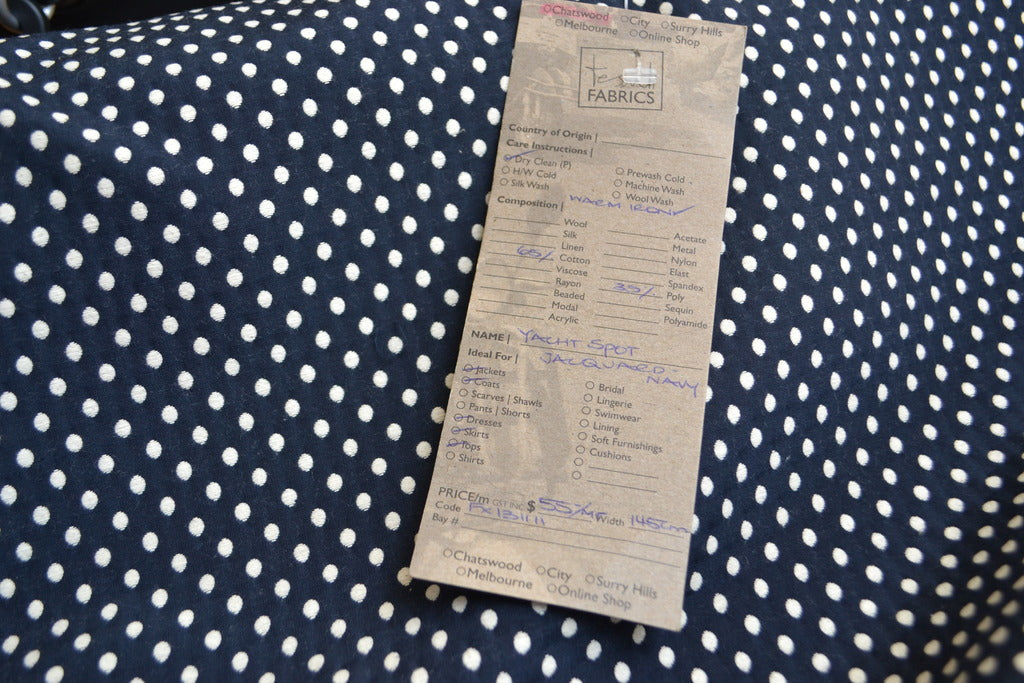 Chatswood City Surry Hills
Melbourne Online Shop
FABRICS
Country of Origin |
Care Instructions |
Dry Clean (P)
H/W Cold
Silk Wash
Prewash Cold
Machine Wash
Wool Wash
WARM IRON
Composition |
Wool
Silk
Linen
65% Cotton
Viscose
Rayon
Beaded
Modal
Acrylic
Acetate
Metal
Nylon
Elast
Spandex
35% Poly
Sequin
Polyamide
NAME | YACHT SPOT
JACQUARD -
NAVY
Ideal For |
Jackets
Coats
Scarves | Shawls
Pants | Shorts
Dresses
Skirts
Tops
Shirts
Bridal
Lingerie
Swimwear
Lining
Soft Furnishings
Cushions
PRICE/m GST INC $ 55/MT Width 145cm
Code
Bay #
Chatswood City Surry Hills
Melbourne Online Shop